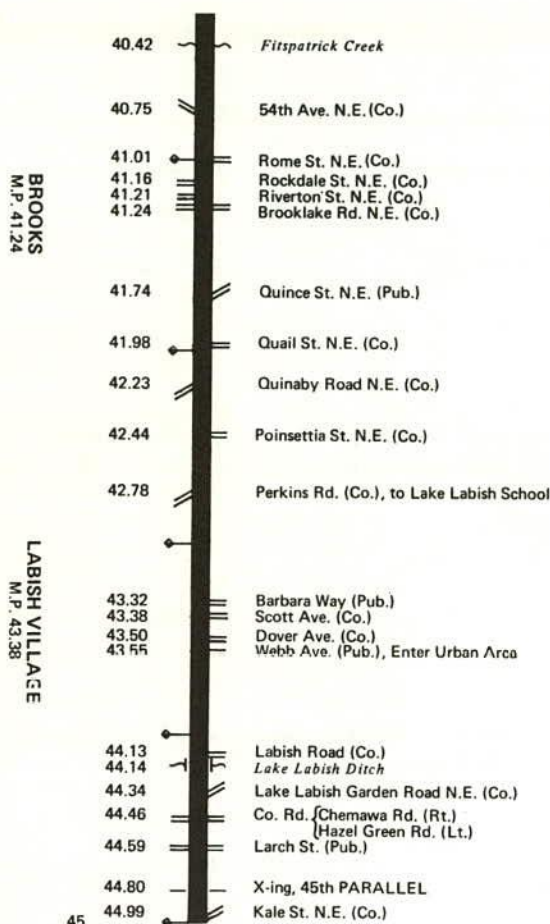 40.42 Fitspatrick Creek
40.75 54th Ave. N.E. (Co.)
41.01 Rome St. N.E. (Co.)
41.16 Rockdale St. N.E. (Co.)
41.21 Riverton St. N.E. (Co.)
41.24 Brooklake Rd. N.E. (Co.)
BROOKS
M.P. 41.24
41.74 Quince St. N.E. (Pub.)
41.98 Quail St. N.E. (Co.)
42.23 Quinaby Road N.E. (Co.)
42.44 Poinsettia St. N.E. (Co.)
42.78 Perkins Rd. (Co.), to Lake Labish School
LABISH VILLAGE
M.P. 43.38
43.32 Barbara Way (Pub.)
43.38 Scott Ave. (Co.)
43.50 Dover Ave. (Co.)
43.55 Webb Ave. (Pub.), Enter Urban Area
44.13 Labish Road (Co.)
44.14 Lake Labish Ditch
44.34 Lake Labish Garden Road N.E. (Co.)
44.46 Co. Rd. {Chemawa Rd. (Rt.)
{Hazel Green Rd. (Lt.)
44.59 Larch St. (Pub.)
44.80 X-ing, 45th PARALLEL
44.99 Kale St. N.E. (Co.)
45